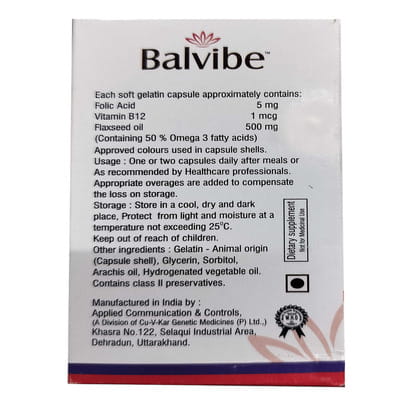 Balvibe™
Each soft gelatin capsule approximately contains:
Folic Acid 5 mg
Vitamin B12 1 mcg
Flaxseed oil 500 mg
(Containing 50 % Omega 3 fatty acids)
Approved colours used in capsule shells.
Usage : One or two capsules daily after meals or
As recommended by Healthcare professionals.
Appropriate overages are added to compensate
the loss on storage.
Storage : Store in a cool, dry and dark
place, Protect from light and moisture at a
temperature not exceeding 25°C.
Keep out of reach of children.
Other ingredients : Gelatin - Animal origin
(Capsule shell), Glycerin, Sorbitol,
Arachis oil, Hydrogenated vegetable oil.
Contains class II preservatives.
Dietary supplement
Not for Medicinal Use
Manufactured in India by :
Applied Communication & Controls,
(A Division of Cu-V-Kar Genetic Medicines (P) Ltd.,)
Khasra No.122, Selaqui Industrial Area,
Dehradun, Uttarakhand.